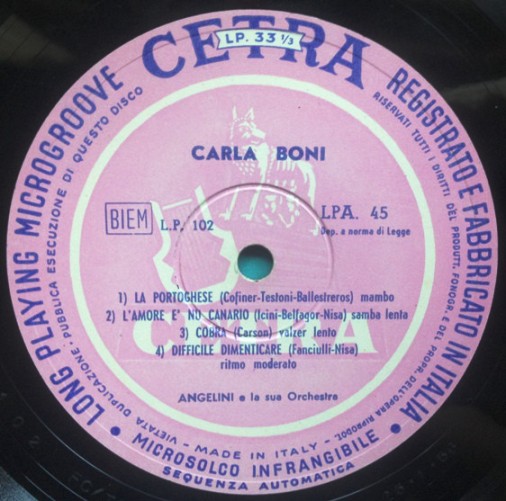 CETRA
LP. 33 1/3
LONG PLAYING MICROGROOVE
REGISTRATO E FABBRICATO IN ITALIA
RISERVATI TUTTI I DIRITTI DEL PRODUTT. FONOGR. E DEL PROPR. DELL'OPERA RIPRODOT.
VIETATA DUPLICAZIONE · PUBBLICA ESECUZIONE DI QUESTO DISCO
CARLA BONI
BIEM
L.P. 102
LPA. 45
Dep. a norma di Legge
1) LA PORTOGHESE (Cofiner-Testoni-Ballestreros) mambo
2) L'AMORE E' NU CANARIO (Icini-Belfagor-Nisa) samba lenta
3) COBRA (Carson) valzer lento
4) DIFFICILE DIMENTICARE (Fanciulli-Nisa)
ritmo moderato
CETRA
ANGELINI e la sua Orchestra
— MADE IN ITALY —
• MICROSOLCO INFRANGIBILE •
SEQUENZA AUTOMATICA